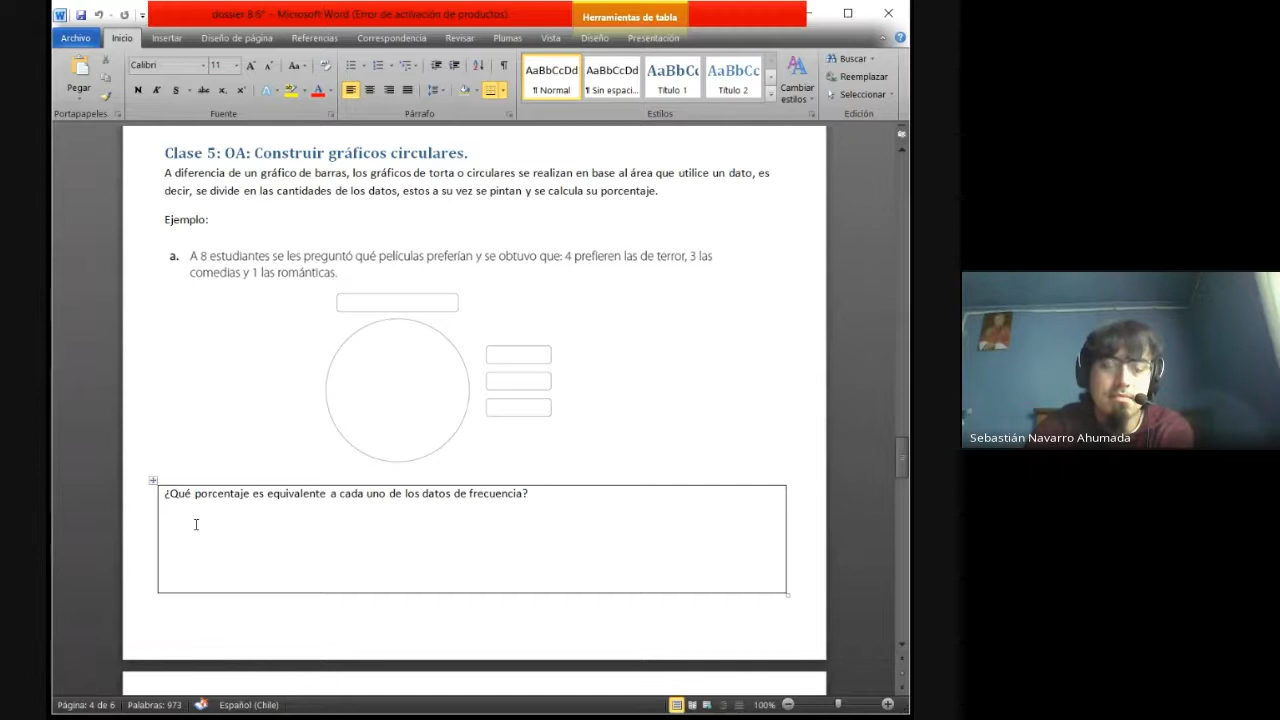 dossier 8.6° - Microsoft Word (Error de activación de productos)
Herramientas de tabla
Archivo Inicio Insertar Diseño de página Referencias Correspondencia Revisar Plumas Vista Diseño Presentación
Pegar
Calibri 11
N K S abc x₂ x²
AaBbCcDd AaBbCcDd AaBbCc AaBbCc
¶ Normal ¶ Sin espaci... Título 1 Título 2
Cambiar estilos
Buscar
Reemplazar
Seleccionar
Portapapeles Fuente Párrafo Estilos Edición
Clase 5: OA: Construir gráficos circulares.
A diferencia de un gráfico de barras, los gráficos de torta o circulares se realizan en base al área que utilice un dato, es
decir, se divide en las cantidades de los datos, estos a su vez se pintan y se calcula su porcentaje.
Ejemplo:
a. A 8 estudiantes se les preguntó qué películas preferían y se obtuvo que: 4 prefieren las de terror, 3 las
comedias y 1 las románticas.
¿Qué porcentaje es equivalente a cada uno de los datos de frecuencia?
Página: 4 de 6 Palabras: 973 Español (Chile) 100%
Sebastián Navarro Ahumada